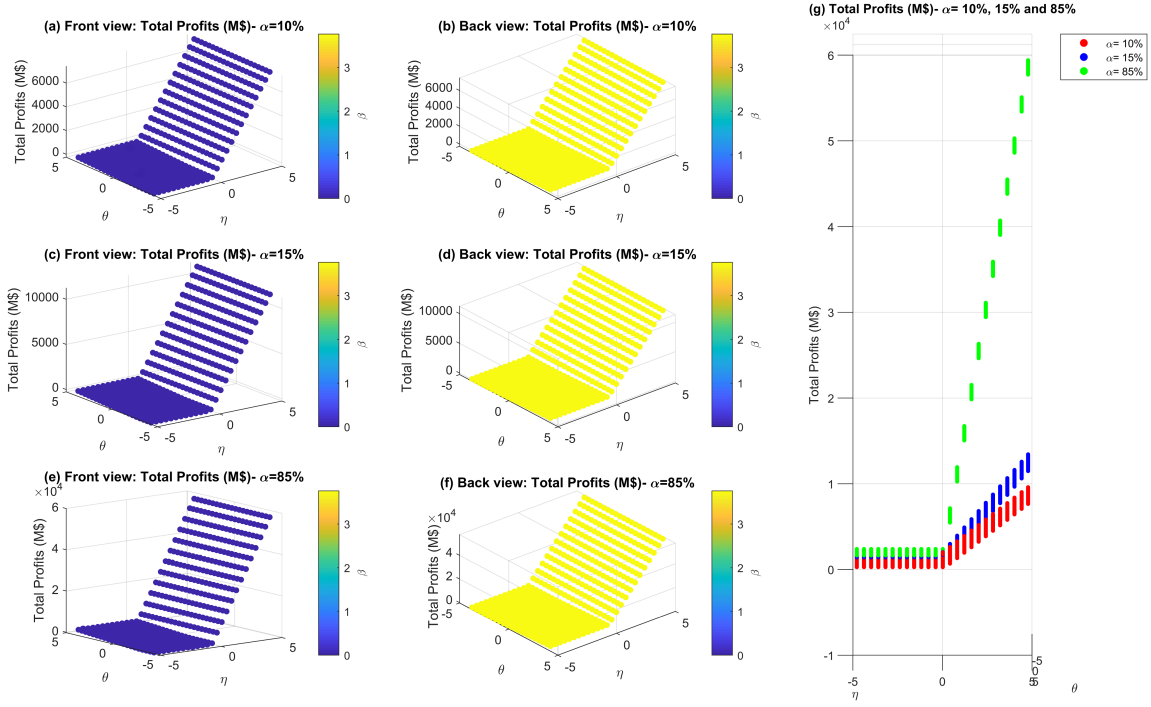 (a) Front view: Total Profits (M$)- α=10%
Total Profits (M$)
6000
4000
2000
0
5
0
-5
θ
-5
0
5
η
3
2
1
0
β
(b) Back view: Total Profits (M$)- α=10%
Total Profits (M$)
6000
4000
2000
0
-5
0
5
θ
-5
0
5
η
3
2
1
0
β
(c) Front view: Total Profits (M$)- α=15%
Total Profits (M$)
10000
5000
0
5
0
-5
θ
-5
0
5
η
3
2
1
0
β
(d) Back view: Total Profits (M$)- α=15%
Total Profits (M$)
10000
5000
0
-5
0
5
θ
-5
0
5
η
3
2
1
0
β
(e) Front view: Total Profits (M$)- α=85%
×10⁴
Total Profits (M$)
6
4
2
0
5
0
-5
θ
-5
0
5
η
3
2
1
0
β
(f) Back view: Total Profits (M$)- α=85%
×10⁴
Total Profits (M$)
4
2
0
-5
0
5
θ
-5
0
5
η
3
2
1
0
β
(g) Total Profits (M$)- α= 10%, 15% and 85%
×10⁴
Total Profits (M$)
6
5
4
3
2
1
0
-1
-5
0
5
η
-5
0
5
θ
α= 10%
α= 15%
α= 85%